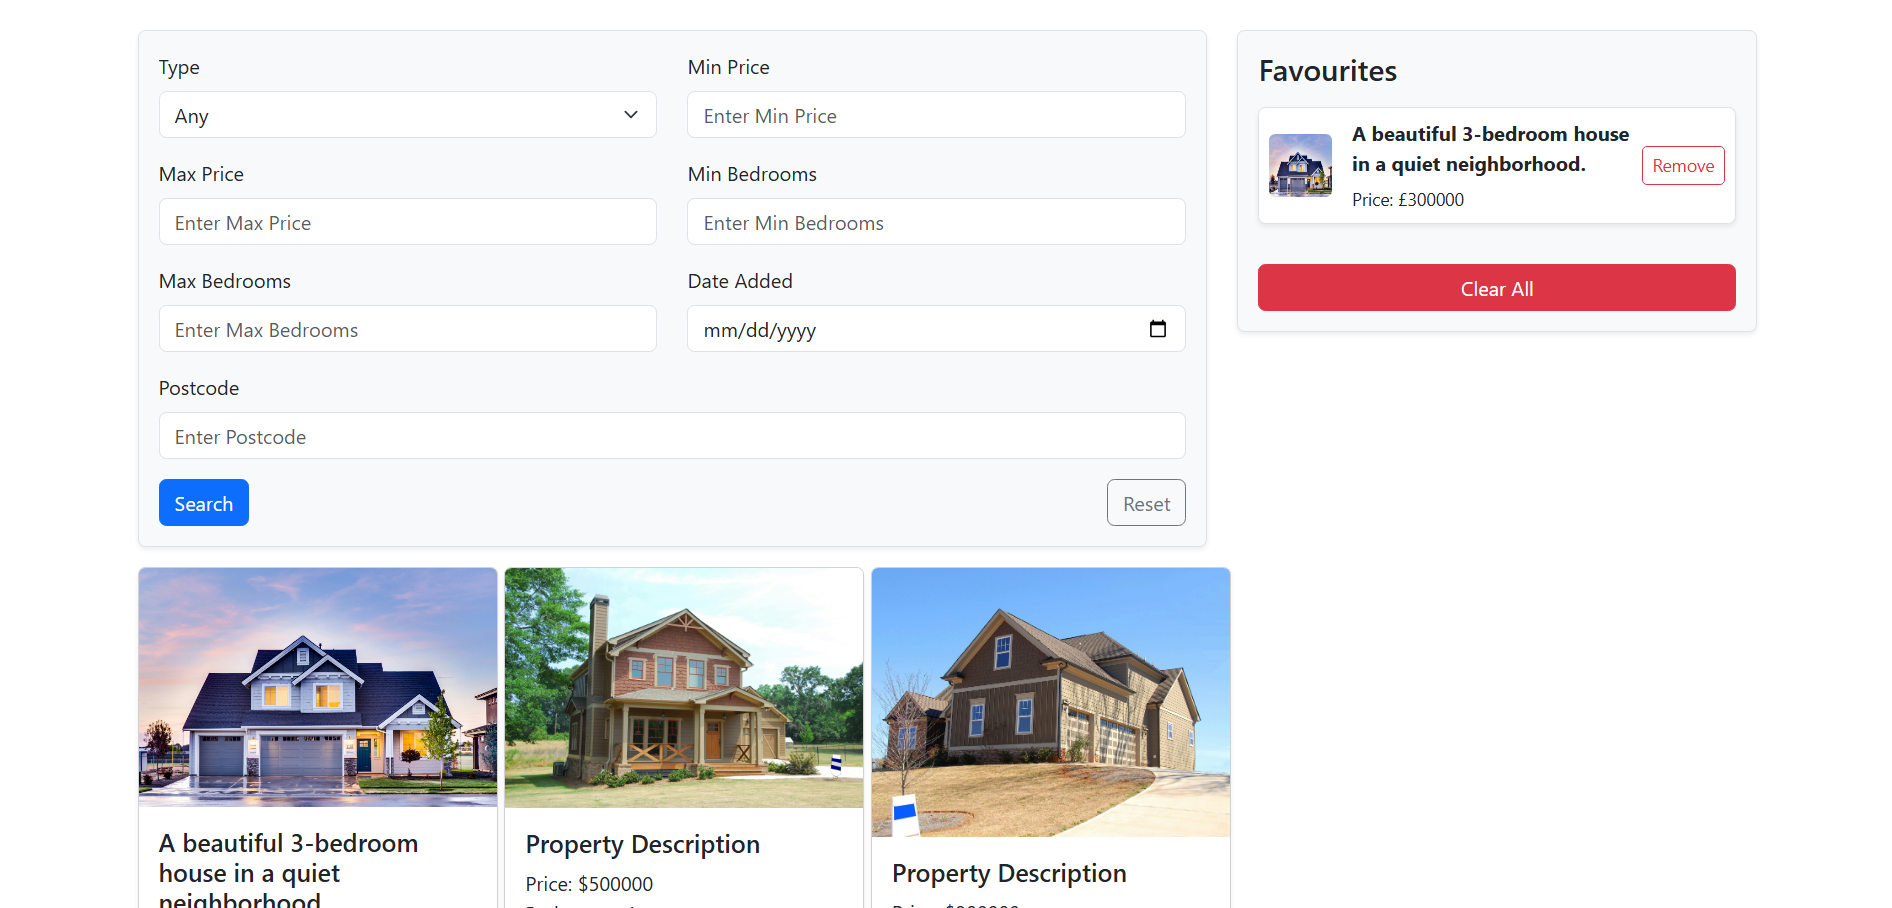 Type
Any
Min Price
Enter Min Price
Max Price
Enter Max Price
Min Bedrooms
Enter Min Bedrooms
Max Bedrooms
Enter Max Bedrooms
Date Added
mm/dd/yyyy
Postcode
Enter Postcode
Search
Reset
Favourites
A beautiful 3-bedroom house
in a quiet neighborhood.
Price: £300000
Remove
Clear All
A beautiful 3-bedroom
house in a quiet
neighborhood
Property Description
Price: $500000
Property Description